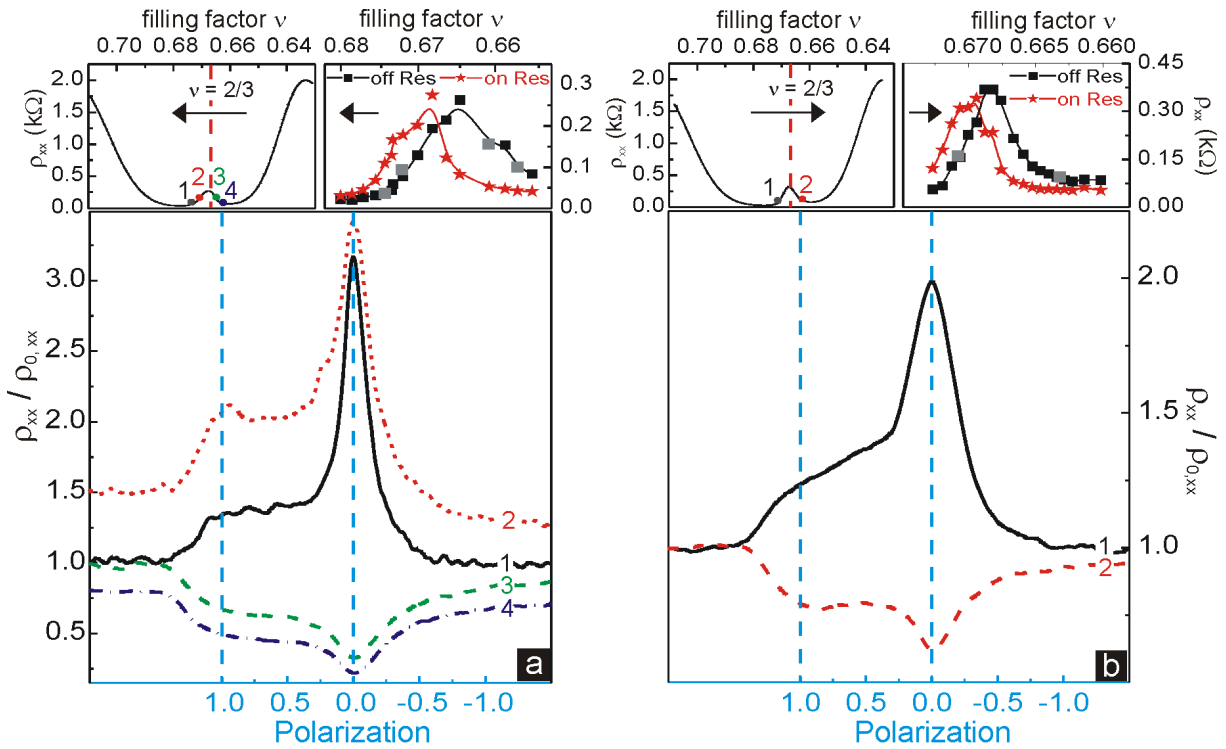 filling factor ν
0.70 0.68 0.66 0.64
filling factor ν
0.68 0.67 0.66
filling factor ν
0.70 0.68 0.66 0.64
filling factor ν
0.670 0.665 0.660
ρxx (kΩ)
2.0
1.5
1.0
0.5
0.0
ν = 2/3
1 2 3 4
off Res on Res
0.3
0.2
0.1
0.0
ρxx (kΩ)
2.0
1.5
1.0
0.5
0.0
ν = 2/3
1 2
off Res
on Res
0.45
0.30
0.15
0.00
ρxx (kΩ)
ρxx / ρ0, xx
3.0
2.5
2.0
1.5
1.0
0.5
2
1
3
4
a
1.0 0.5 0.0 -0.5 -1.0
Polarization
2.0
1.5
1.0
ρxx / ρ0,xx
1
2
b
1.0 0.5 0.0 -0.5 -1.0
Polarization